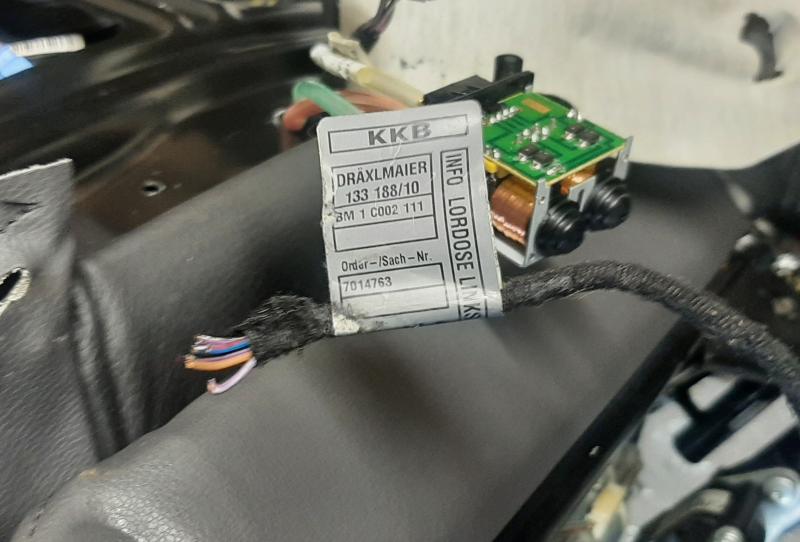 KKB
DRÄXLMAIER
133 188/10
BM 1 C002 111
Order-/Sach-Nr.
7014763
INFO LORDOSE LINKS